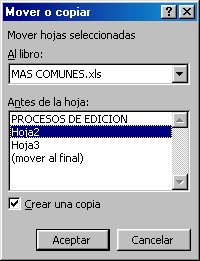 Mover o copiar
Mover hojas seleccionadas
Al libro:
MAS COMUNES.xls
Antes de la hoja:
PROCESOS DE EDICION
Hoja2
Hoja3
(mover al final)
Crear una copia
Aceptar
Cancelar